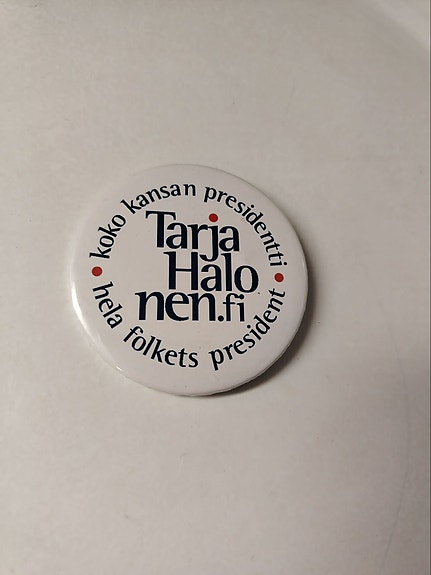 koko kansan presidentti
Tarja
Halo
nen.fi
hela folkets president